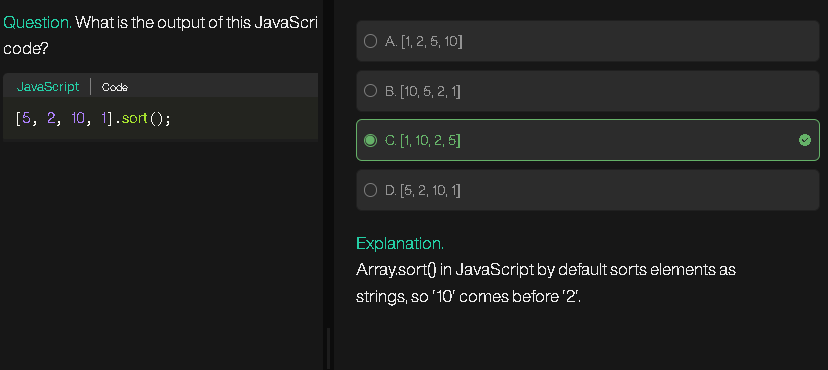 Question. What is the output of this JavaScri
code?
JavaScript | Code
[5, 2, 10, 1].sort();
A. [1, 2, 5, 10]
B. [10, 5, 2, 1]
C. [1, 10, 2, 5]
D. [5, 2, 10, 1]
Explanation.
Array.sort() in JavaScript by default sorts elements as
strings, so '10' comes before '2'.